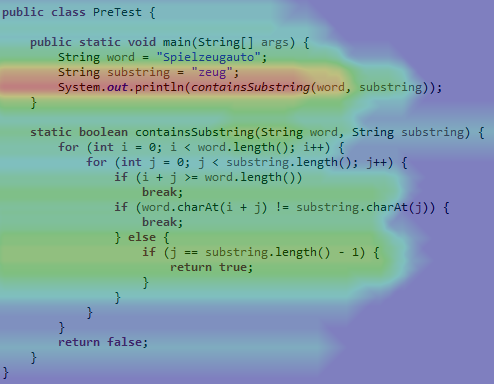 public class PreTest {
public static void main(String[] args) {
String word = "Spielzeugauto";
String substring = "zeug";
System.out.println(containsSubstring(word, substring));
}
static boolean containsSubstring(String word, String substring) {
for (int i = 0; i < word.length(); i++) {
for (int j = 0; j < substring.length(); j++) {
if (i + j >= word.length())
break;
if (word.charAt(i + j) != substring.charAt(j)) {
break;
} else {
if (j == substring.length() - 1) {
return true;
}
}
}
}
return false;
}
}